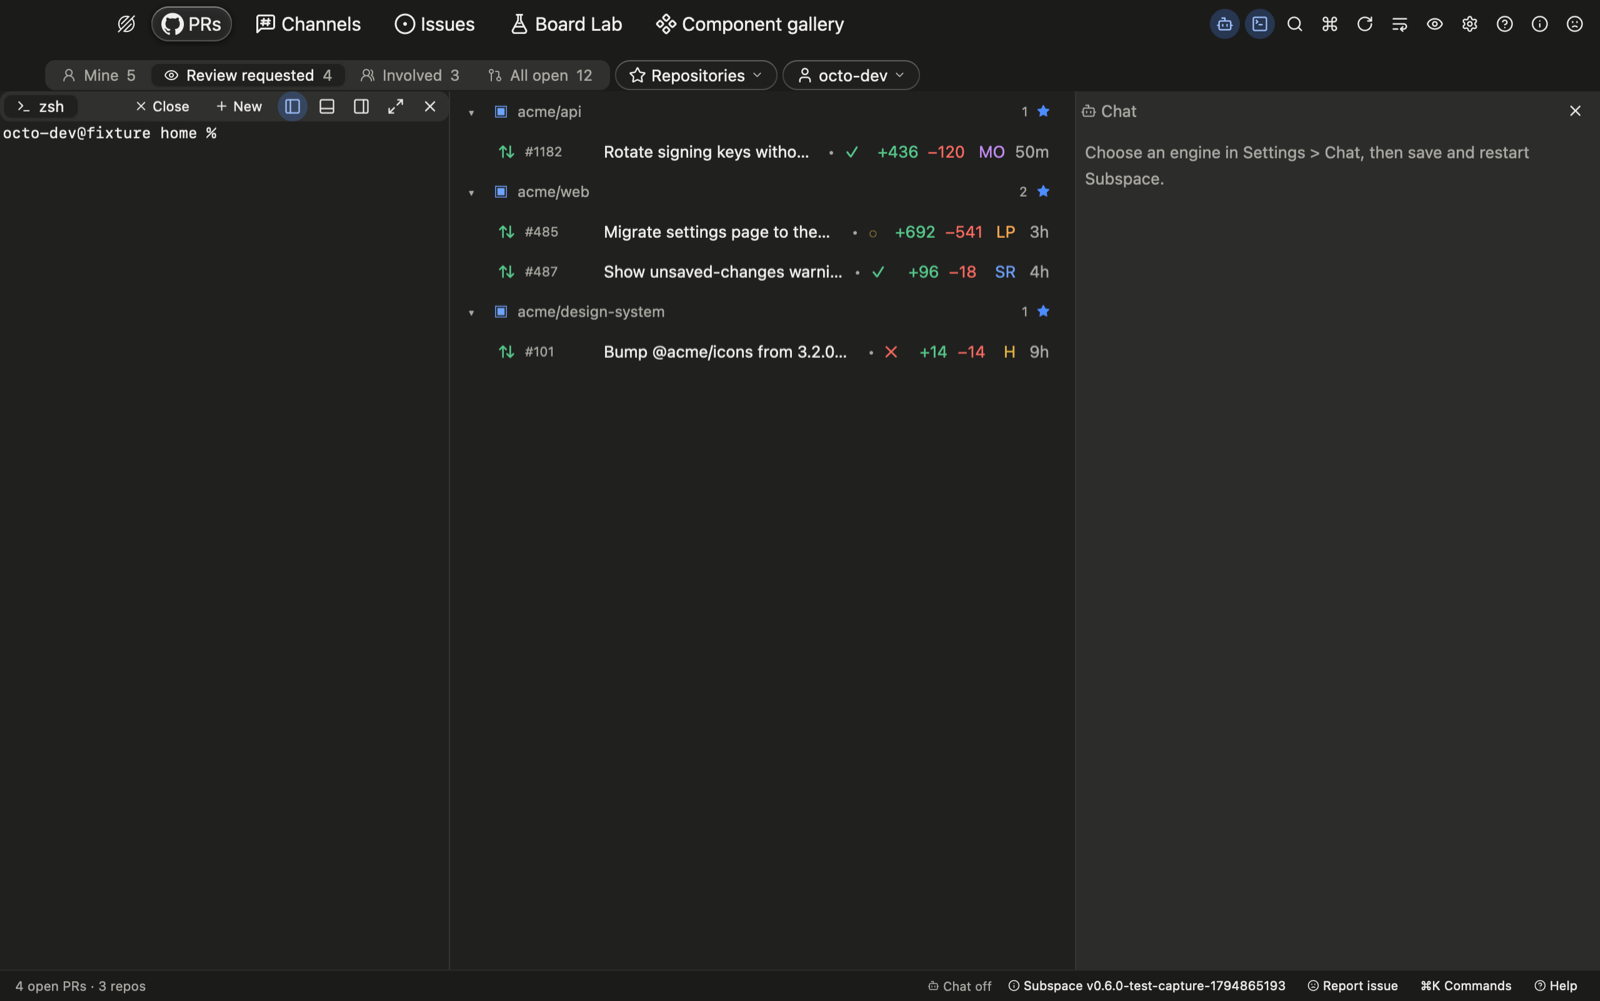 PRs Channels Issues Board Lab Component gallery
Mine 5 Review requested 4 Involved 3 All open 12 Repositories octo-dev
zsh Close New
octo-dev@fixture home %
acme/api 1
#1182 Rotate signing keys witho... +436 −120 MO 50m
acme/web 2
#485 Migrate settings page to the... +692 −541 LP 3h
#487 Show unsaved-changes warni... +96 −18 SR 4h
acme/design-system 1
#101 Bump @acme/icons from 3.2.0... +14 −14 H 9h
Chat
Choose an engine in Settings > Chat, then save and restart
Subspace.
4 open PRs · 3 repos
Chat off Subspace v0.6.0-test-capture-1794865193 Report issue ⌘K Commands Help